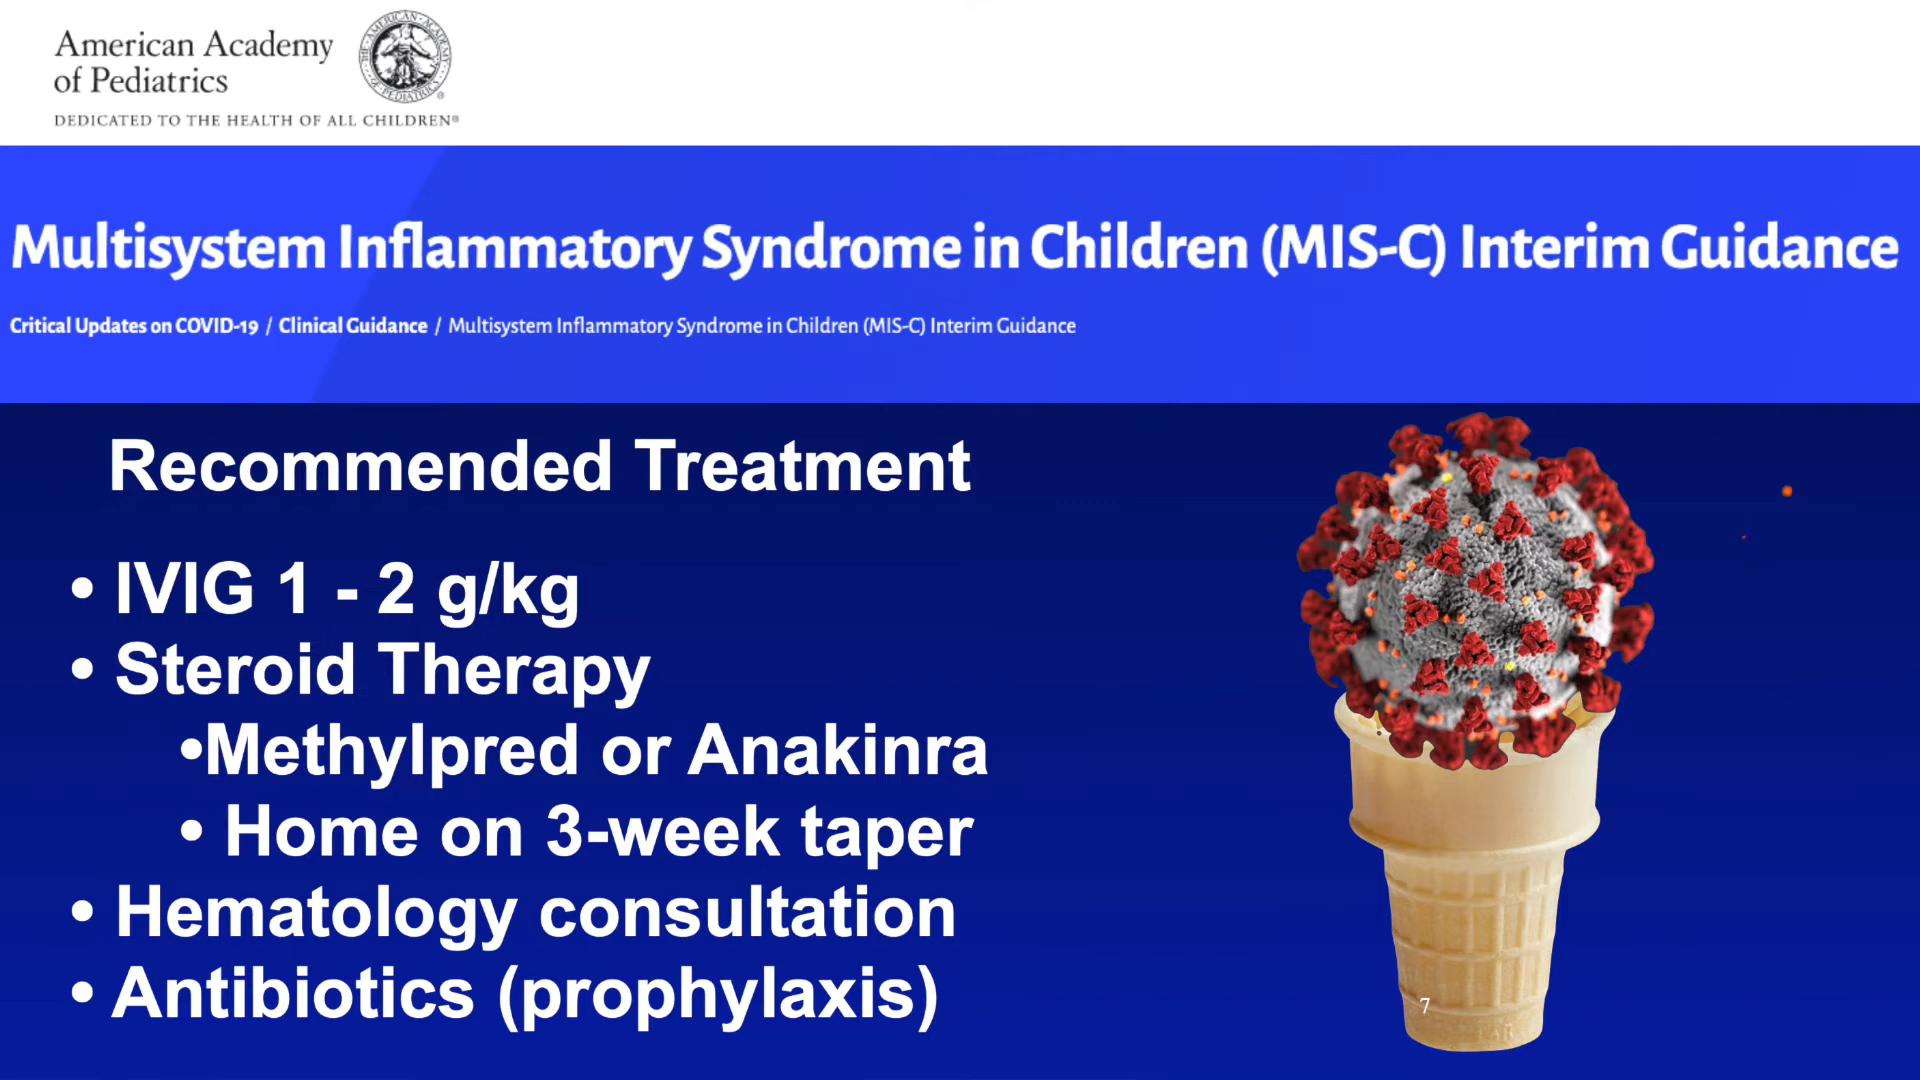 American Academy
of Pediatrics
DEDICATED TO THE HEALTH OF ALL CHILDREN®
Multisystem Inflammatory Syndrome in Children (MIS-C) Interim Guidance
Critical Updates on COVID-19 / Clinical Guidance / Multisystem Inflammatory Syndrome in Children (MIS-C) Interim Guidance
Recommended Treatment
• IVIG 1 - 2 g/kg
• Steroid Therapy
•Methylpred or Anakinra
• Home on 3-week taper
• Hematology consultation
• Antibiotics (prophylaxis)
7